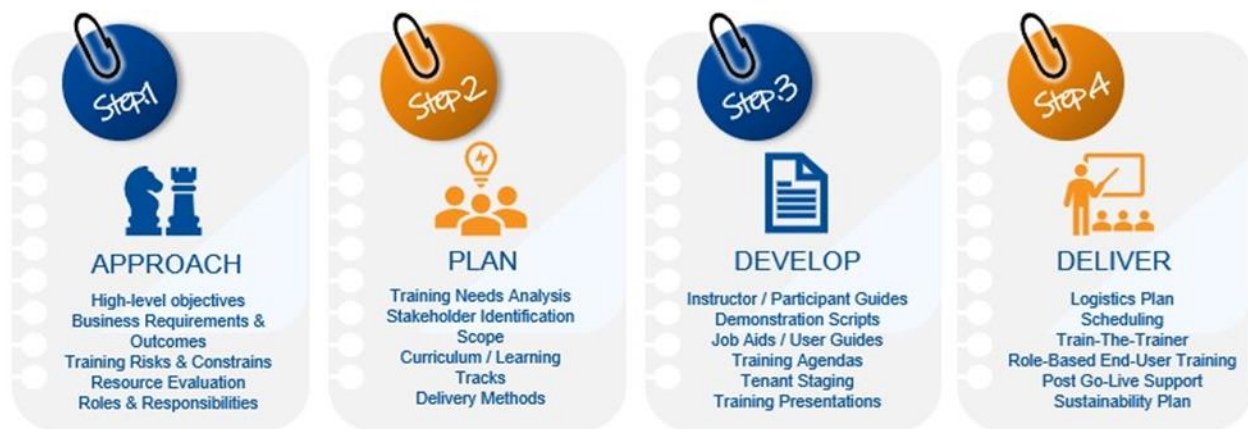 Step.1
APPROACH
High-level objectives
Business Requirements &
Outcomes
Training Risks & Constrains
Resource Evaluation
Roles & Responsibilities
Step.2
PLAN
Training Needs Analysis
Stakeholder Identification
Scope
Curriculum / Learning
Tracks
Delivery Methods
Step.3
DEVELOP
Instructor / Participant Guides
Demonstration Scripts
Job Aids / User Guides
Training Agendas
Tenant Staging
Training Presentations
Step.4
DELIVER
Logistics Plan
Scheduling
Train-The-Trainer
Role-Based End-User Training
Post Go-Live Support
Sustainability Plan